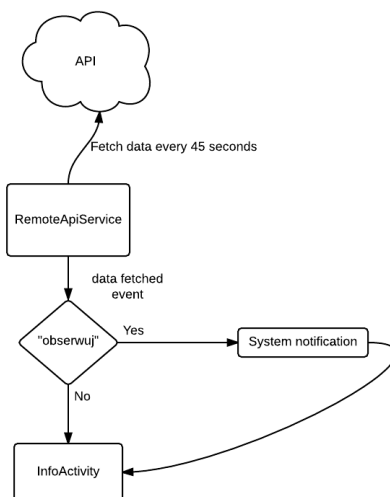 API
Fetch data every 45 seconds
RemoteApiService
data fetched
event
"obserwuj"
Yes
System notification
No
InfoActivity